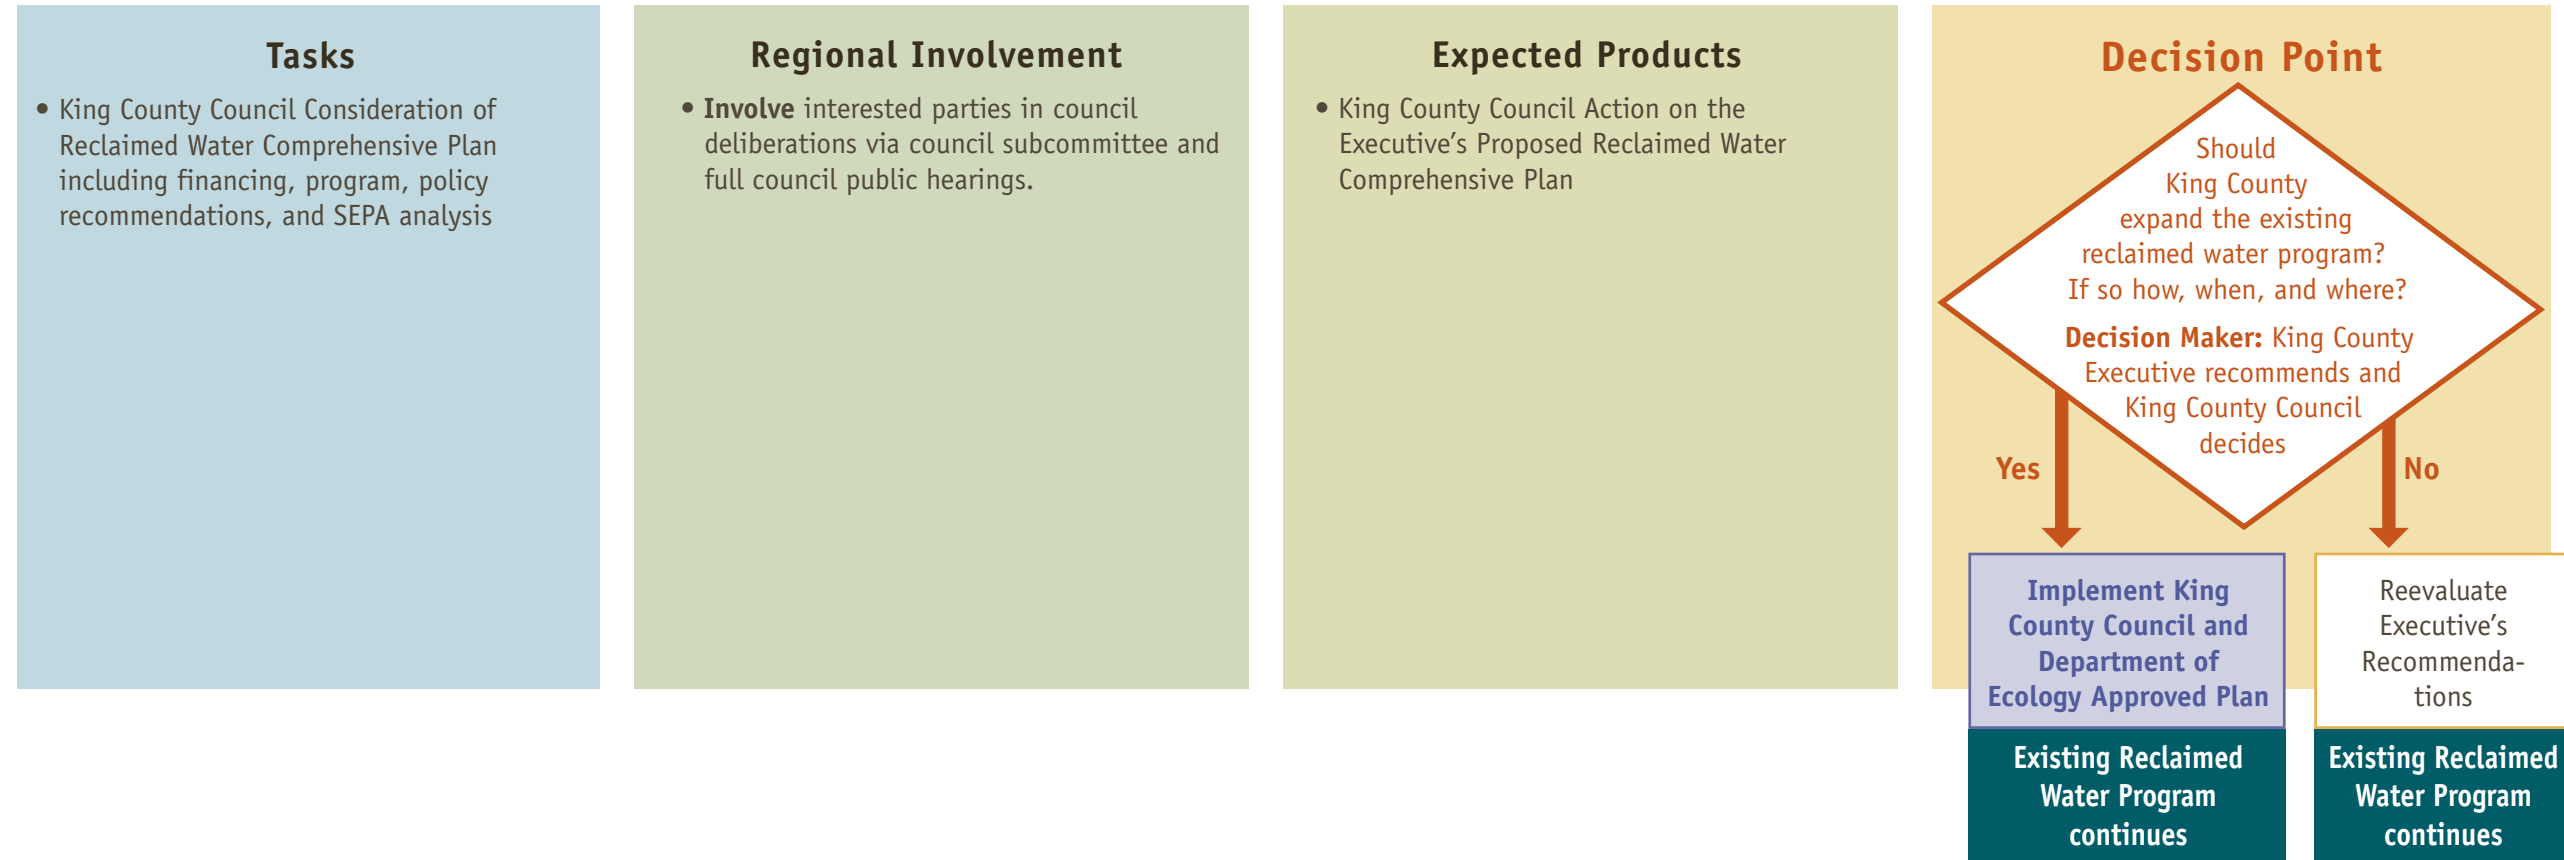 Tasks
• King County Council Consideration of
Reclaimed Water Comprehensive Plan
including financing, program, policy
recommendations, and SEPA analysis
Regional Involvement
• Involve interested parties in council
deliberations via council subcommittee and
full council public hearings.
Expected Products
• King County Council Action on the
Executive’s Proposed Reclaimed Water
Comprehensive Plan
Decision Point
Should
King County
expand the existing
reclaimed water program?
If so how, when, and where?
Decision Maker: King County
Executive recommends and
King County Council
decides
Yes
No
Implement King
County Council and
Department of
Ecology Approved Plan
Existing Reclaimed
Water Program
continues
Reevaluate
Executive’s
Recommenda-
tions
Existing Reclaimed
Water Program
continues